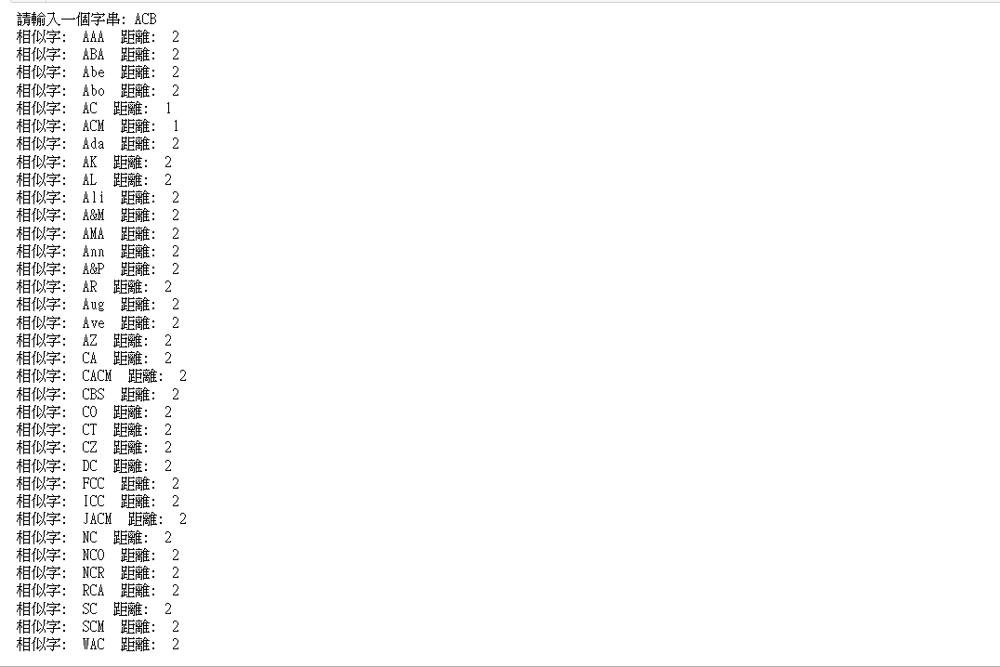 請輸入一個字串: ACB
相似字:  AAA  距離:  2
相似字:  ABA  距離:  2
相似字:  Abe  距離:  2
相似字:  Abo  距離:  2
相似字:  AC  距離:  1
相似字:  ACM  距離:  1
相似字:  Ada  距離:  2
相似字:  AK  距離:  2
相似字:  AL  距離:  2
相似字:  Ali  距離:  2
相似字:  A&M  距離:  2
相似字:  AMA  距離:  2
相似字:  Ann  距離:  2
相似字:  A&P  距離:  2
相似字:  AR  距離:  2
相似字:  Aug  距離:  2
相似字:  Ave  距離:  2
相似字:  AZ  距離:  2
相似字:  CA  距離:  2
相似字:  CACM  距離:  2
相似字:  CBS  距離:  2
相似字:  CO  距離:  2
相似字:  CT  距離:  2
相似字:  CZ  距離:  2
相似字:  DC  距離:  2
相似字:  FCC  距離:  2
相似字:  ICC  距離:  2
相似字:  JACM  距離:  2
相似字:  NC  距離:  2
相似字:  NCO  距離:  2
相似字:  NCR  距離:  2
相似字:  RCA  距離:  2
相似字:  SC  距離:  2
相似字:  SCM  距離:  2
相似字:  WAC  距離:  2